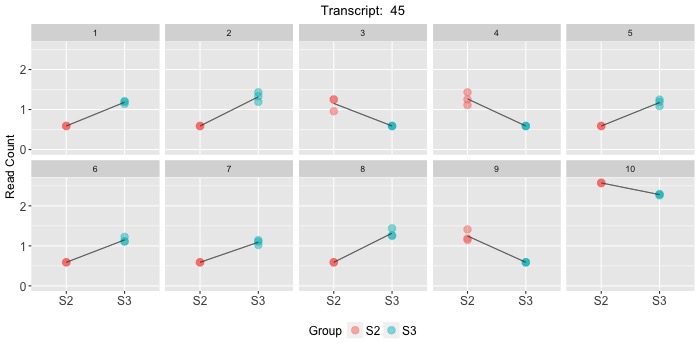 Transcript: 45
1 2 3 4 5
2
1
0
6 7 8 9 10
2
1
0
Read Count
S2 S3 S2 S3 S2 S3 S2 S3 S2 S3
Group S2 S3